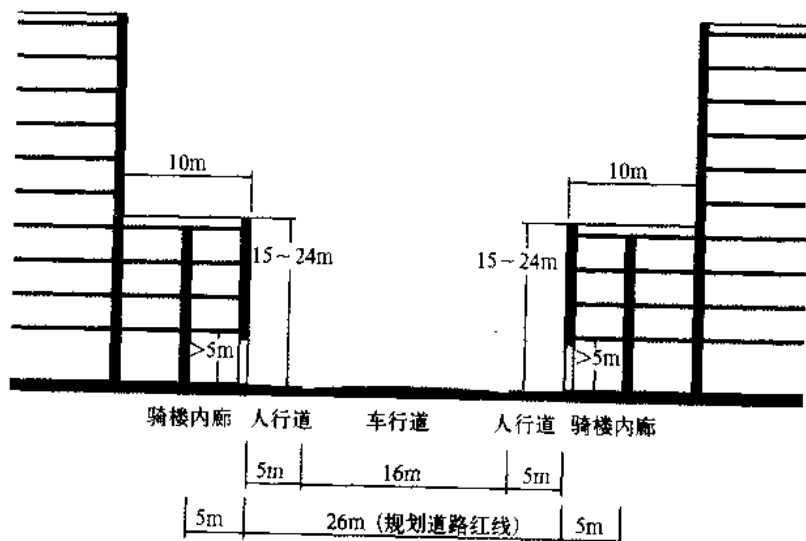 10m 10m
15~24m 15~24m
>5m >5m
骑楼内廊 人行道 车行道 人行道 骑楼内廊
5m 16m 5m
5m 26m (规划道路红线) 5m